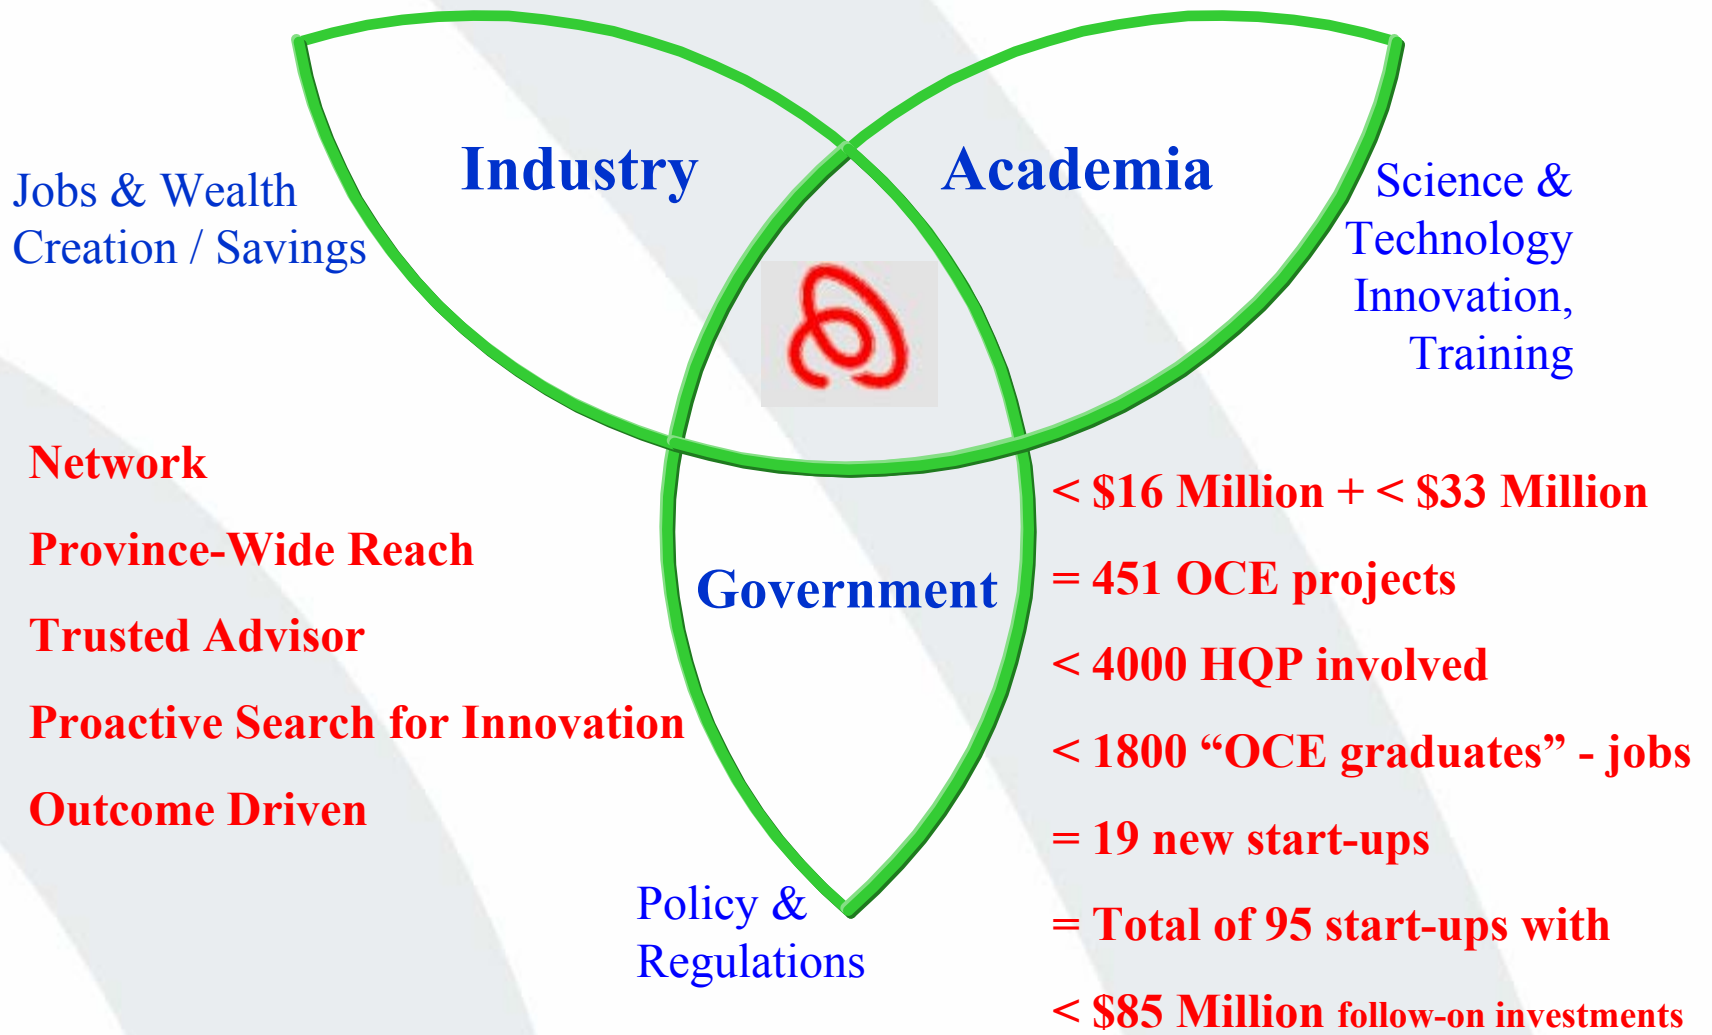 Industry
Academia
Jobs & Wealth
Creation / Savings
Science &
Technology
Innovation,
Training
Network
Province-Wide Reach
Trusted Advisor
Proactive Search for Innovation
Outcome Driven
Government
Policy &
Regulations
< $16 Million + < $33 Million
= 451 OCE projects
< 4000 HQP involved
< 1800 “OCE graduates” - jobs
= 19 new start-ups
= Total of 95 start-ups with
< $85 Million follow-on investments